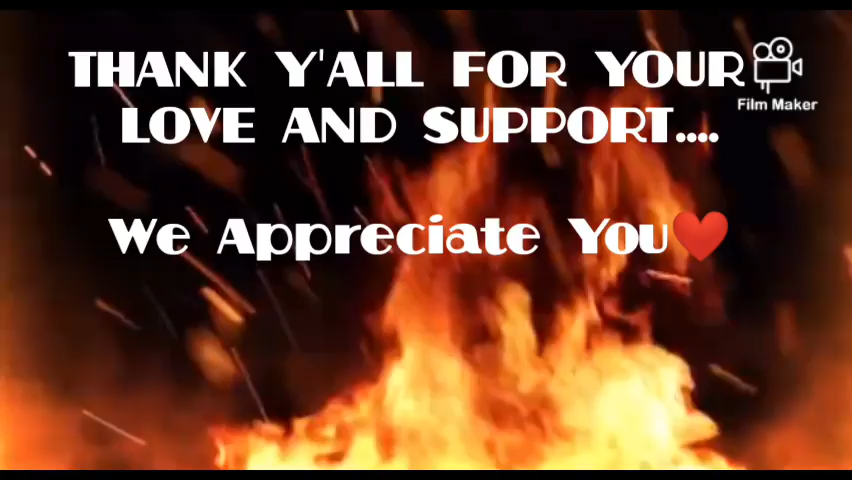 THANK Y'ALL FOR YOUR
LOVE AND SUPPORT....
We Appreciate You❤️
Film Maker